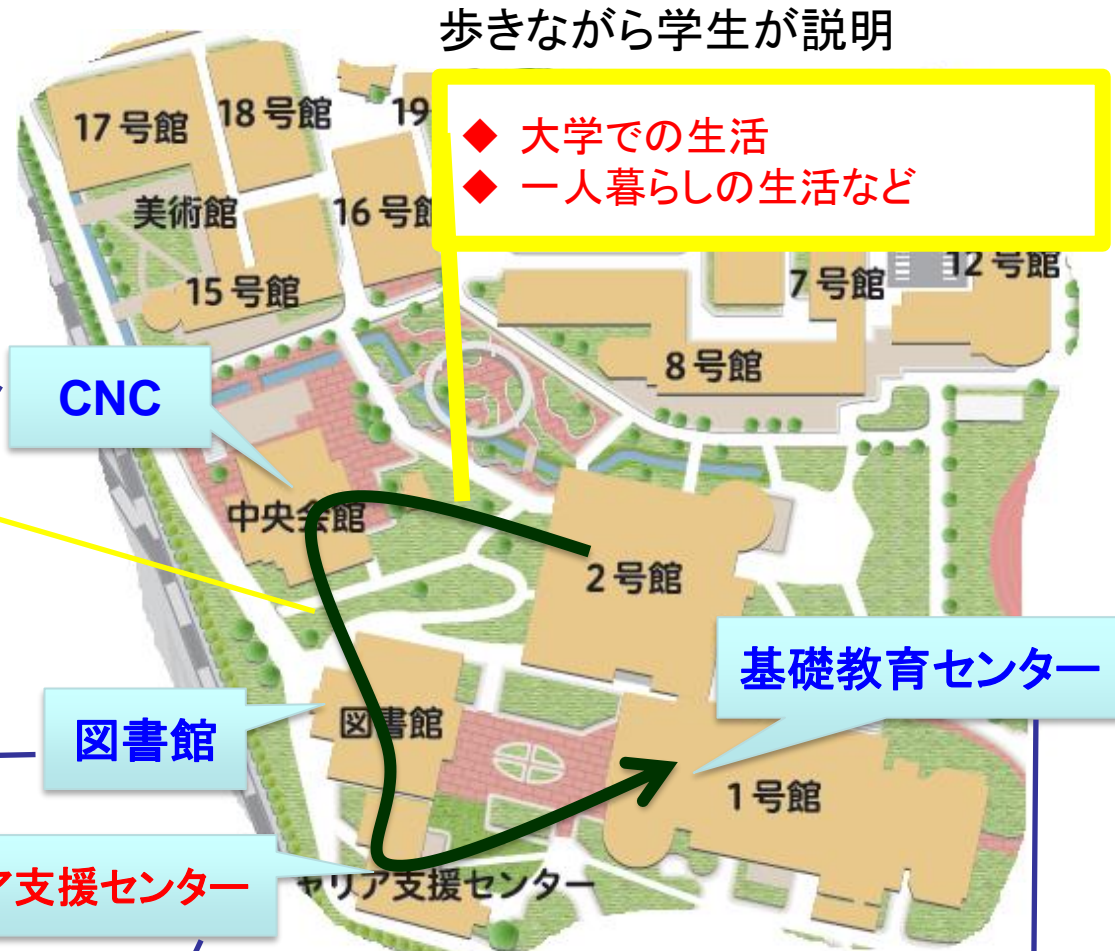 歩きながら学生が説明
◆ 大学での生活
◆ 一人暮らしの生活など
17号館
18号館
19
美術館
16号館
15号館
7号館
12号館
8号館
CNC
中央会館
2号館
基礎教育センター
図書館
図書館
1号館
ア支援センター
キャリア支援センター